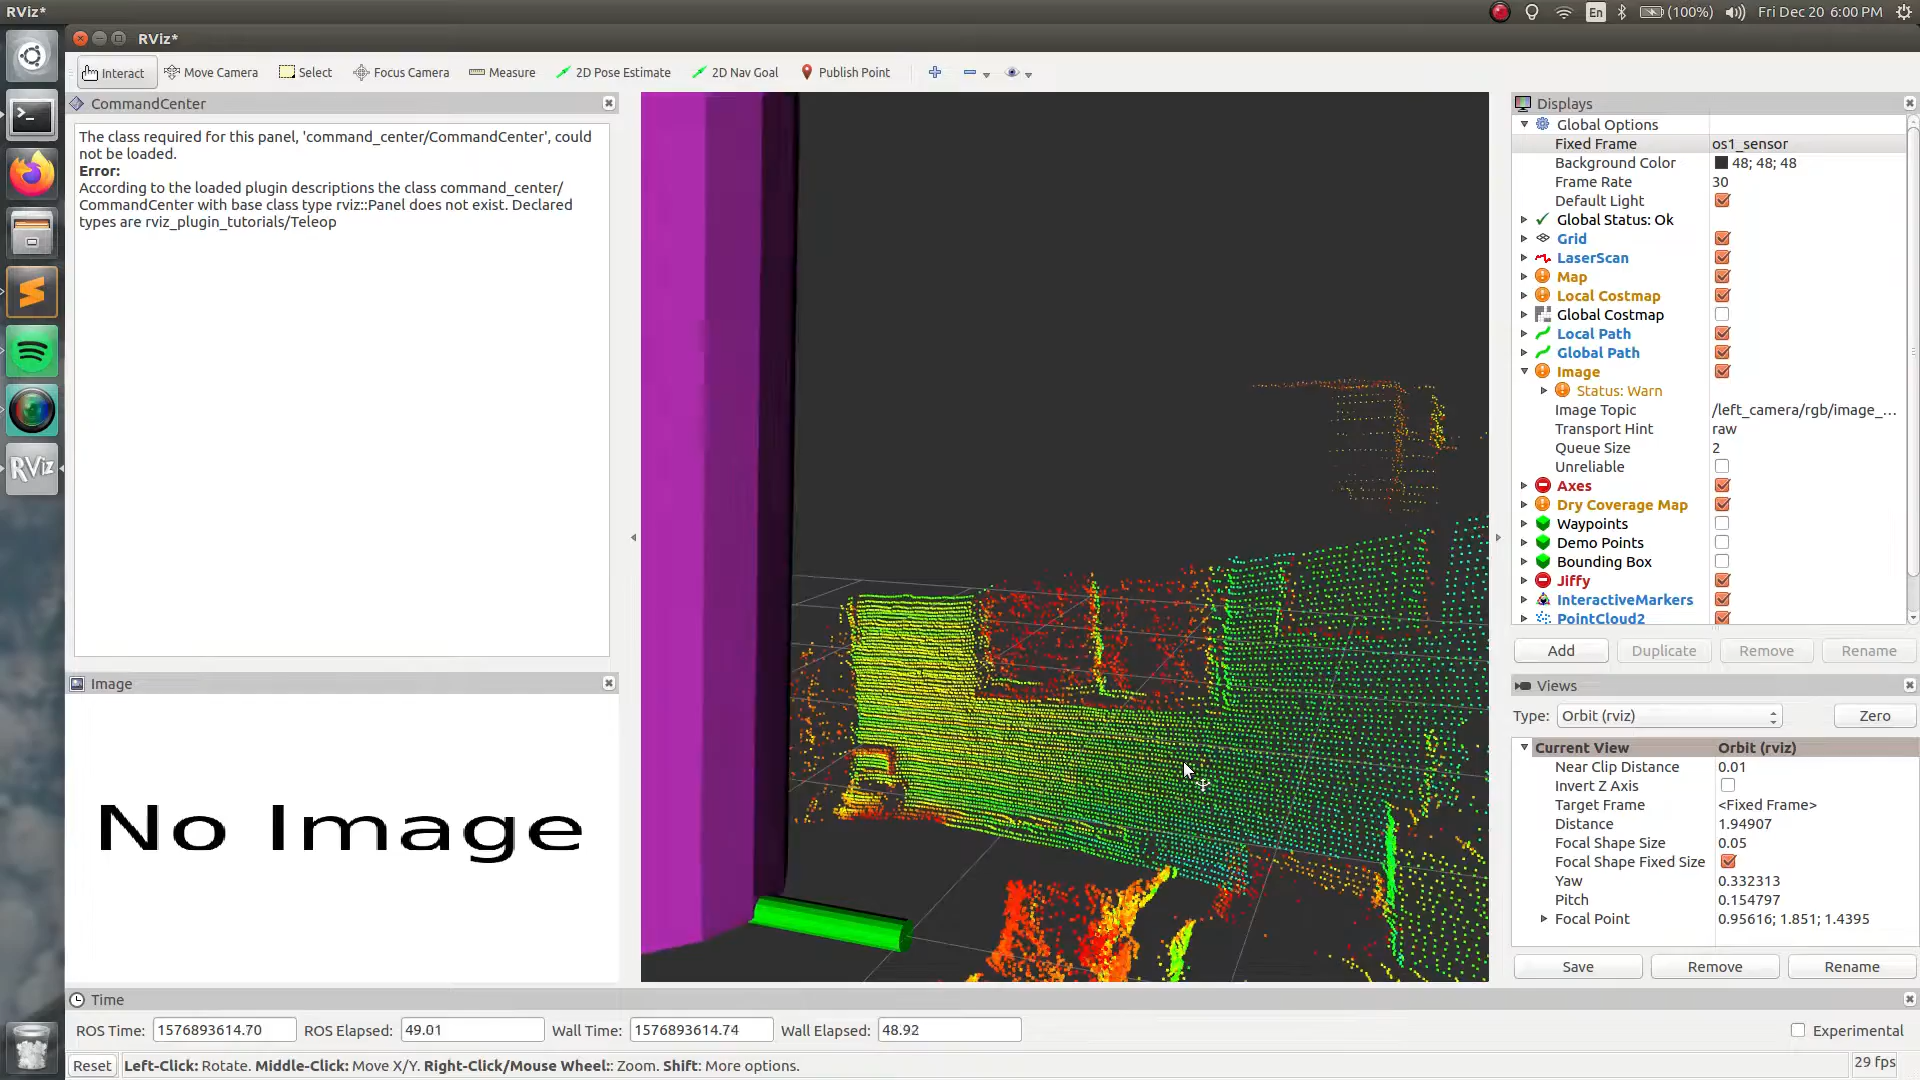 RViz*
En
(100%)
Fri Dec 20 6:00 PM
RViz*
Interact
Move Camera
Select
Focus Camera
Measure
2D Pose Estimate
2D Nav Goal
Publish Point
CommandCenter
The class required for this panel, 'command_center/CommandCenter', could
not be loaded.
Error:
According to the loaded plugin descriptions the class command_center/
CommandCenter with base class type rviz::Panel does not exist. Declared
types are rviz_plugin_tutorials/Teleop
RViz
Image
No Image
Displays
Global Options
Fixed Frame os1_sensor
Background Color 48; 48; 48
Frame Rate 30
Default Light
Global Status: Ok
Grid
LaserScan
Map
Local Costmap
Global Costmap
Local Path
Global Path
Image
Status: Warn
Image Topic /left_camera/rgb/image_...
Transport Hint raw
Queue Size 2
Unreliable
Axes
Dry Coverage Map
Waypoints
Demo Points
Bounding Box
Jiffy
InteractiveMarkers
PointCloud2
Add Duplicate Remove Rename
Views
Type: Orbit (rviz) Zero
Current View Orbit (rviz)
Near Clip Distance 0.01
Invert Z Axis
Target Frame <Fixed Frame>
Distance 1.94907
Focal Shape Size 0.05
Focal Shape Fixed Size
Yaw 0.332313
Pitch 0.154797
Focal Point 0.95616; 1.851; 1.4395
Save Remove Rename
Time
ROS Time: 1576893614.70 ROS Elapsed: 49.01 Wall Time: 1576893614.74 Wall Elapsed: 48.92 Experimental
Reset Left-Click: Rotate. Middle-Click: Move X/Y. Right-Click/Mouse Wheel:: Zoom. Shift: More options. 29 fps